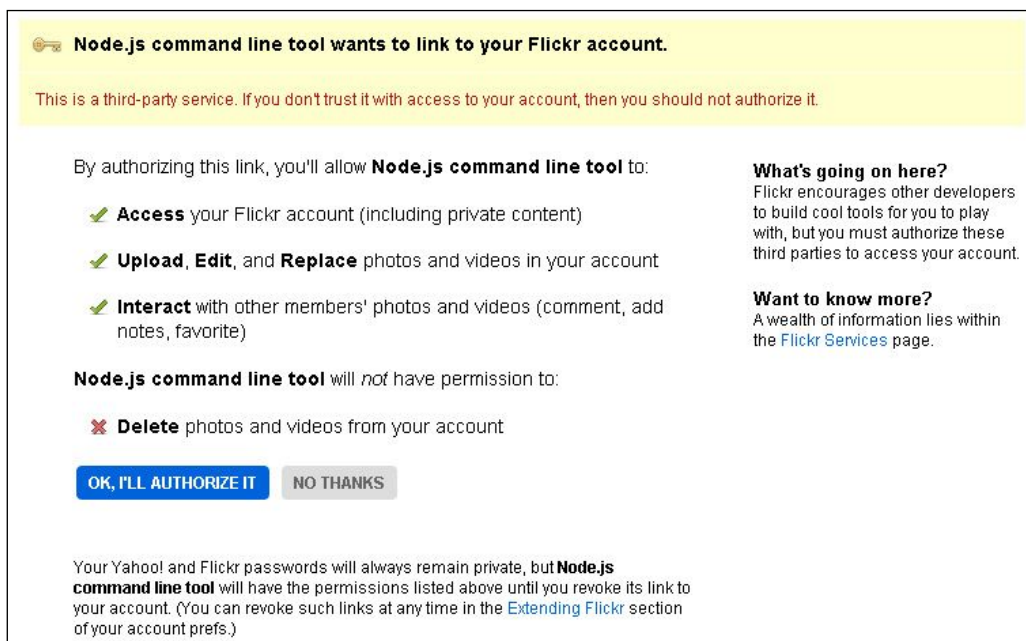 Node.js command line tool wants to link to your Flickr account.
This is a third-party service. If you don't trust it with access to your account, then you should not authorize it.
By authorizing this link, you'll allow Node.js command line tool to:
Access your Flickr account (including private content)
Upload, Edit, and Replace photos and videos in your account
Interact with other members' photos and videos (comment, add
notes, favorite)
Node.js command line tool will not have permission to:
Delete photos and videos from your account
OK, I'LL AUTHORIZE IT
NO THANKS
Your Yahoo! and Flickr passwords will always remain private, but Node.js
command line tool will have the permissions listed above until you revoke its link to
your account. (You can revoke such links at any time in the Extending Flickr section
of your account prefs.)
What's going on here?
Flickr encourages other developers
to build cool tools for you to play
with, but you must authorize these
third parties to access your account.
Want to know more?
A wealth of information lies within
the Flickr Services page.